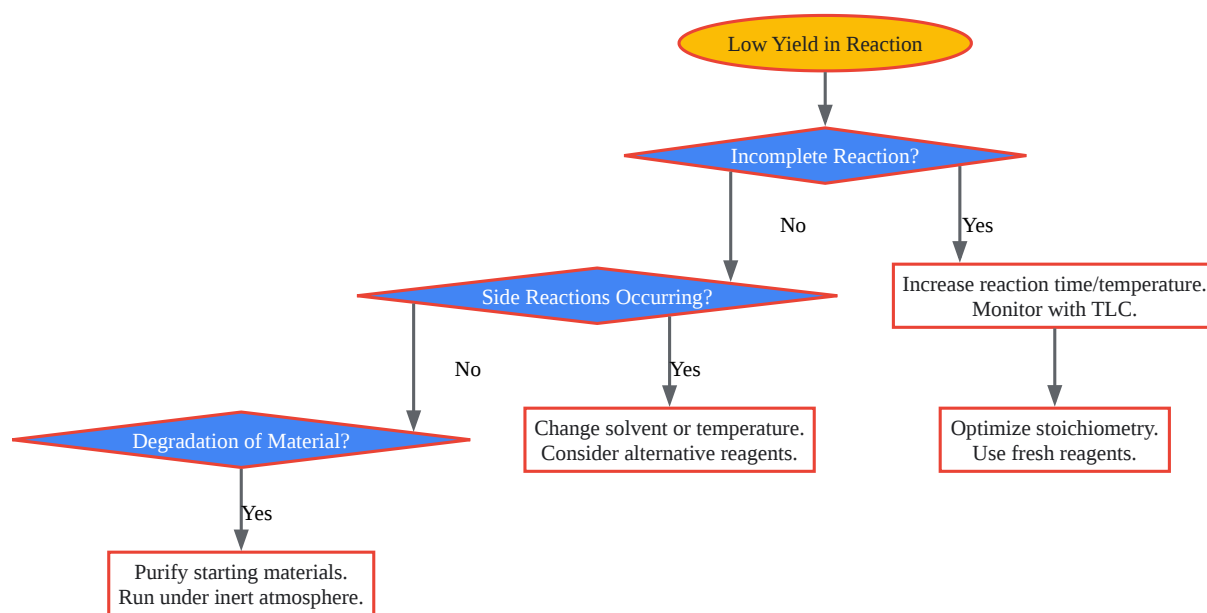 Low Yield in Reaction
Incomplete Reaction?
No
Yes
Increase reaction time/temperature.
Monitor with TLC.
Side Reactions Occurring?
No
Yes
Optimize stoichiometry.
Use fresh reagents.
Change solvent or temperature.
Consider alternative reagents.
Degradation of Material?
Yes
Purify starting materials.
Run under inert atmosphere.